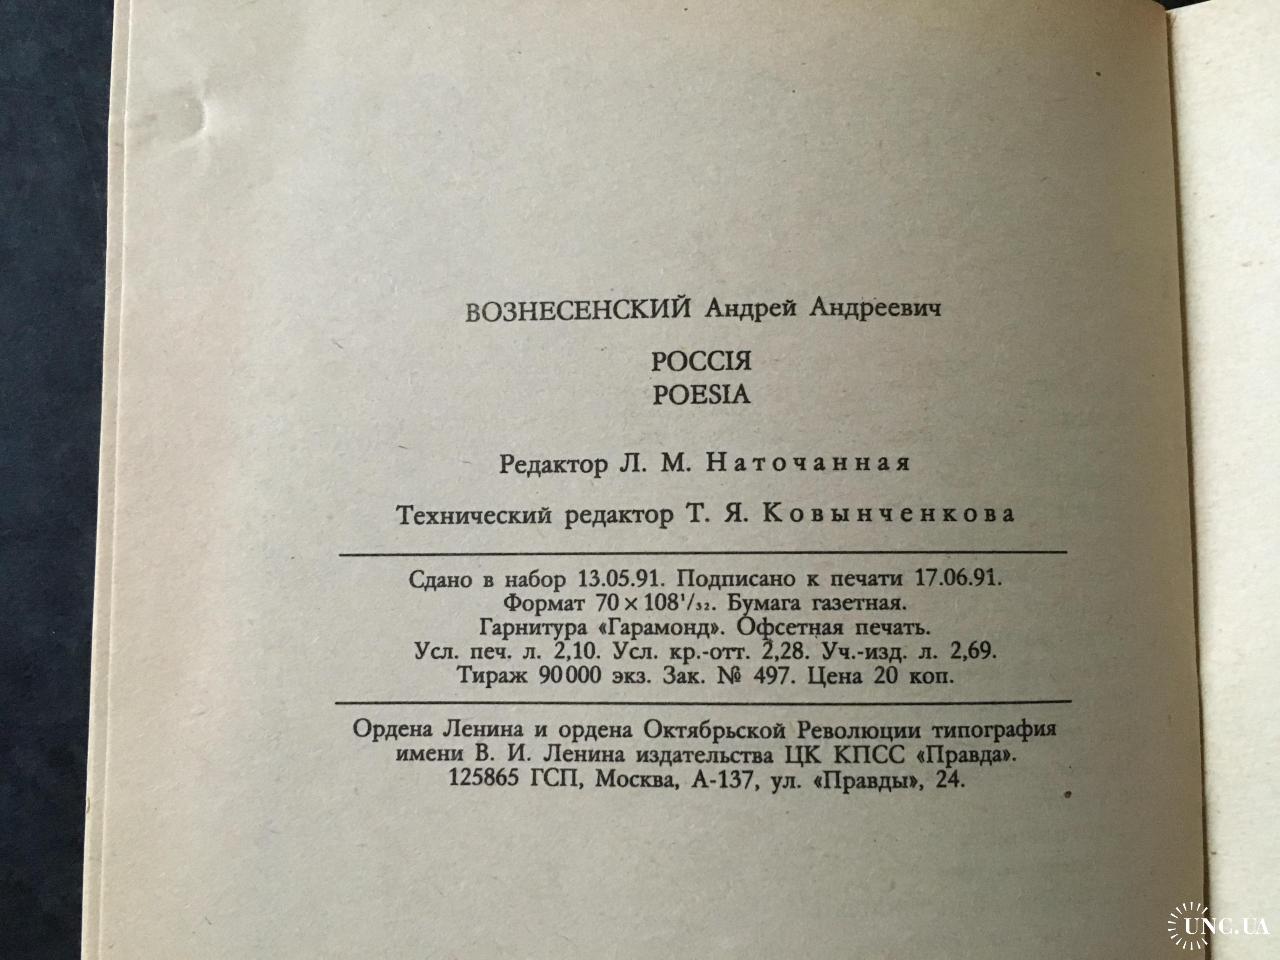 ВОЗНЕСЕНСКИЙ Андрей Андреевич
РОССІЯ
POESIA
Редактор Л. М. Наточанная
Технический редактор Т. Я. Ковынченкова
Сдано в набор 13.05.91. Подписано к печати 17.06.91.
Формат 70 × 108¹/₃₂. Бумага газетная.
Гарнитура «Гарамонд». Офсетная печать.
Усл. печ. л. 2,10. Усл. кр.-отт. 2,28. Уч.-изд. л. 2,69.
Тираж 90 000 экз. Зак. № 497. Цена 20 коп.
Ордена Ленина и ордена Октябрьской Революции типография
имени В. И. Ленина издательства ЦК КПСС «Правда».
125865 ГСП, Москва, А-137, ул. «Правды», 24.
UNC.UA